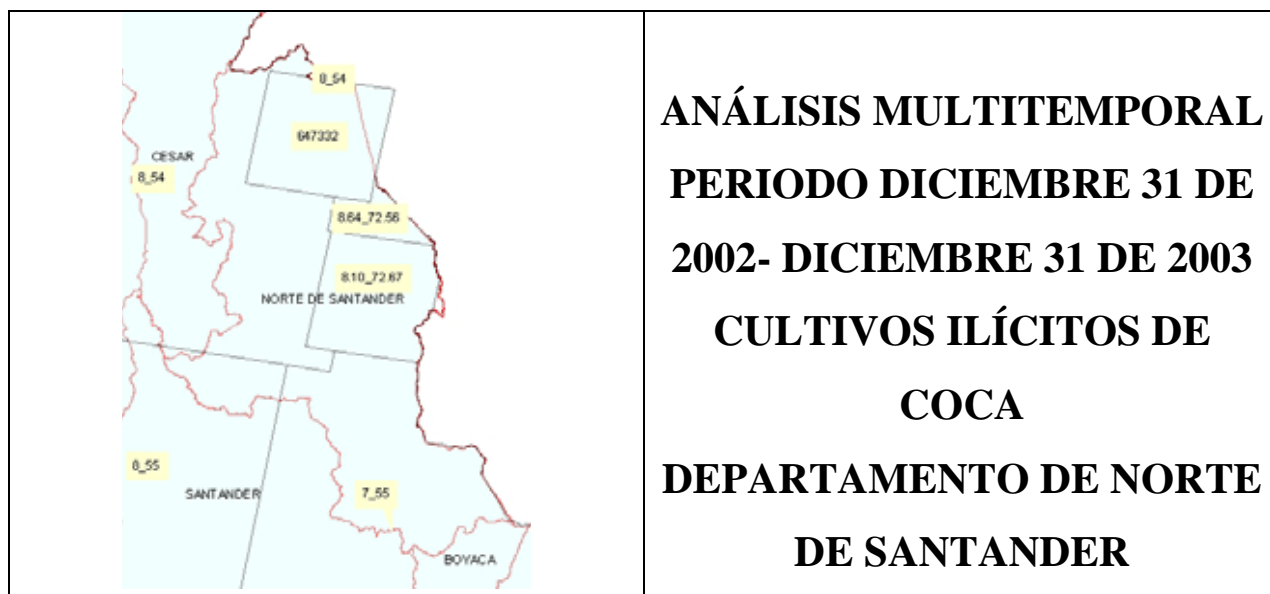 8_54
647332
CESAR
8_54
8.64_72.56
8.10_72.67
NORTE DE SANTANDER
8_55
SANTANDER
7_55
BOYACA
ANÁLISIS MULTITEMPORAL
PERIODO DICIEMBRE 31 DE
2002- DICIEMBRE 31 DE 2003
CULTIVOS ILÍCITOS DE
COCA
DEPARTAMENTO DE NORTE
DE SANTANDER